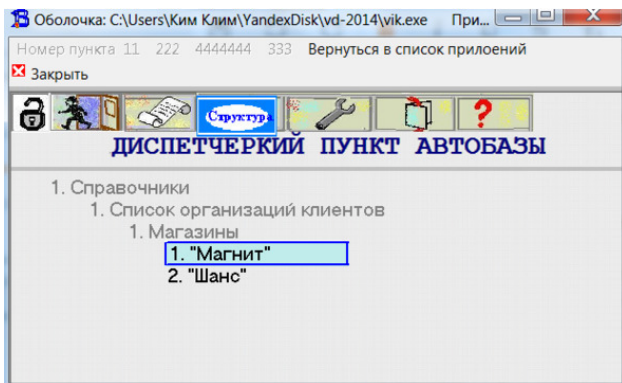 Оболочка: C:\Users\Ким Клим\YandexDisk\vd-2014\vik.exe При...
Номер пункта 11 222 4444444 333 Вернуться в список прилоений
Закрыть
Структура
ДИСПЕТЧЕРКИЙ ПУНКТ АВТОБАЗЫ
1. Справочники
1. Список организаций клиентов
1. Магазины
1. "Магнит"
2. "Шанс"